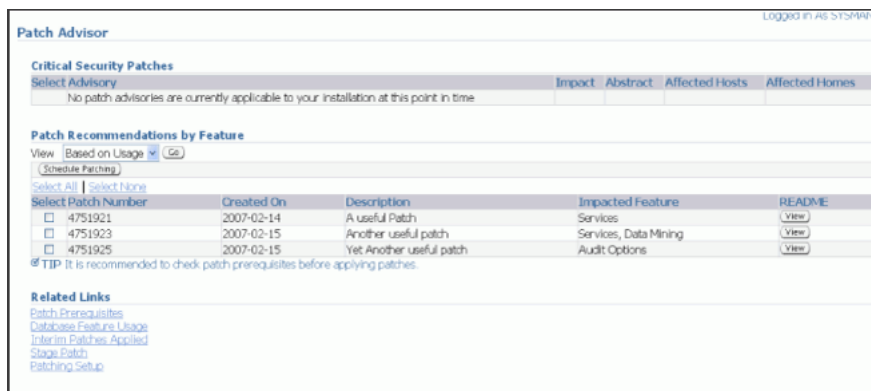 Logged in As SYSMAN
Patch Advisor
Critical Security Patches
Select Advisory Impact Abstract Affected Hosts Affected Homes
No patch advisories are currently applicable to your installation at this point in time
Patch Recommendations by Feature
View Based on Usage Go
Schedule Patching
Select All | Select None
Select Patch Number Created On Description Impacted Feature README
4751921 2007-02-14 A useful Patch Services View
4751923 2007-02-15 Another useful patch Services, Data Mining View
4751925 2007-02-15 Yet Another useful patch Audit Options View
TIP It is recommended to check patch prerequisites before applying patches.
Related Links
Patch Prerequisites
Database Feature Usage
Interim Patches Applied
Stage Patch
Patching Setup